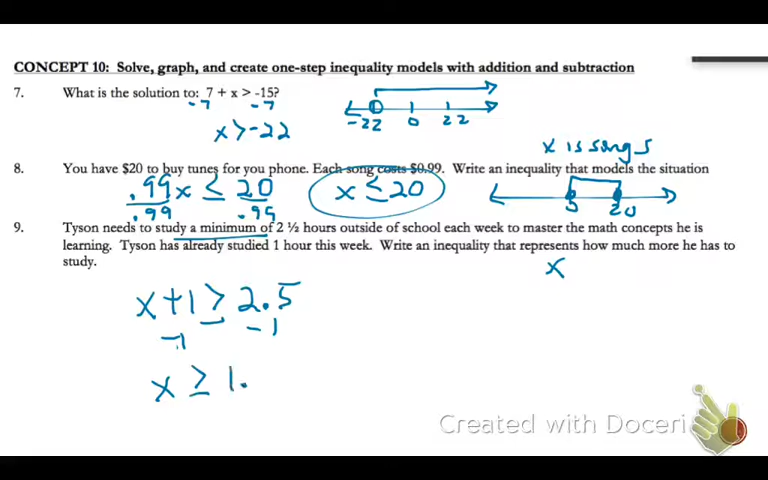 CONCEPT 10: Solve, graph, and create one-step inequality models with addition and subtraction
7. What is the solution to: 7 + x > -15?
-7 -7
x > -22
-22 0 22
x is songs
8. You have $20 to buy tunes for you phone. Each song costs $0.99. Write an inequality that models the situation
.99x ≤ 20
.99 .99
x ≤ 20
0 20
9. Tyson needs to study a minimum of 2 ½ hours outside of school each week to master the math concepts he is
learning. Tyson has already studied 1 hour this week. Write an inequality that represents how much more he has to
study.
x
x + 1 ≥ 2.5
-1 -1
x ≥ 1.
Created with Doceri